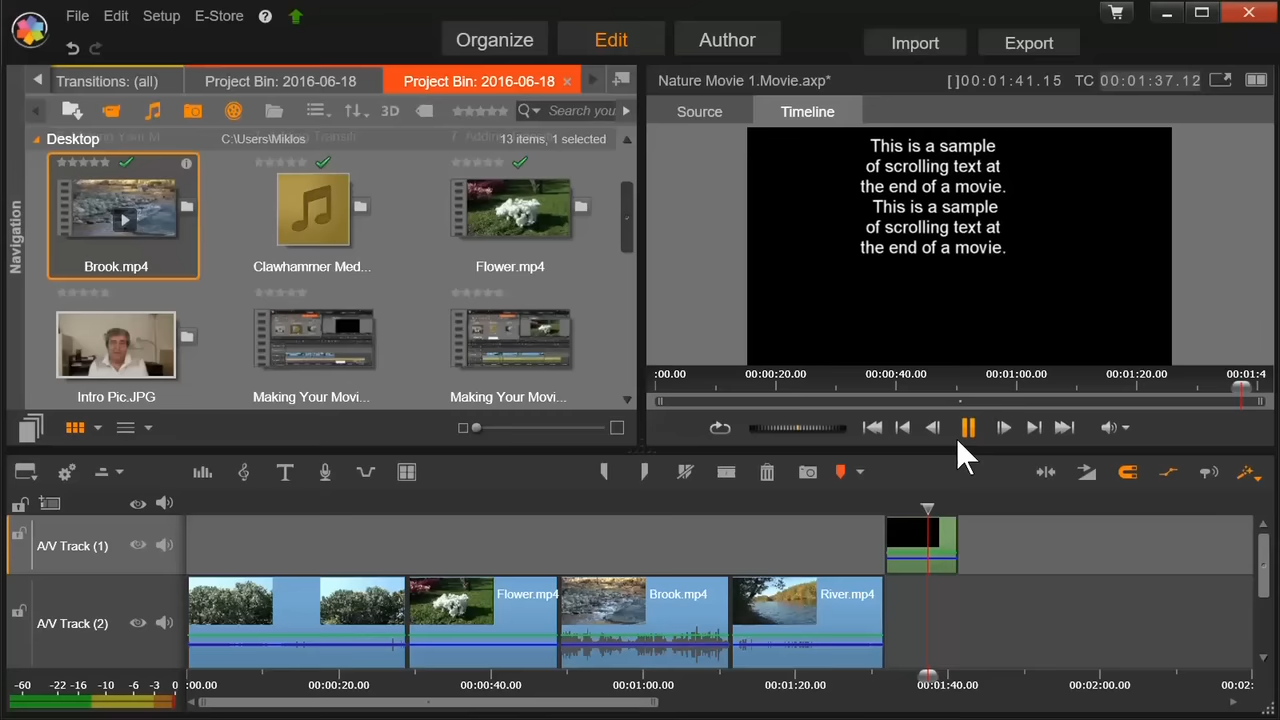 File Edit Setup E-Store ?
Organize Edit Author Import Export
Transitions: (all) Project Bin: 2016-06-18 Project Bin: 2016-06-18 ×
Nature Movie 1.Movie.axp* [ ]00:01:41.15 TC 00:01:37.12
3D Search you
Source Timeline
Desktop C:\Users\Miklos 13 items, 1 selected
This is a sample
of scrolling text at
the end of a movie.
This is a sample
of scrolling text at
the end of a movie.
Navigation
Brook.mp4 Clawhammer Med... Flower.mp4
Intro Pic.JPG Making Your Movi... Making Your Movi...
:00.00 00:00:20.00 00:00:40.00 00:01:00.00 00:01:20.00 00:01:4
A/V Track (1)
A/V Track (2)
Flower.mp4 Brook.mp4 River.mp4
-60 -22 -16 -10 -6 -3 0
:00.00 00:00:20.00 00:00:40.00 00:01:00.00 00:01:20.00 00:01:40.00 00:02:00.00 00:02: